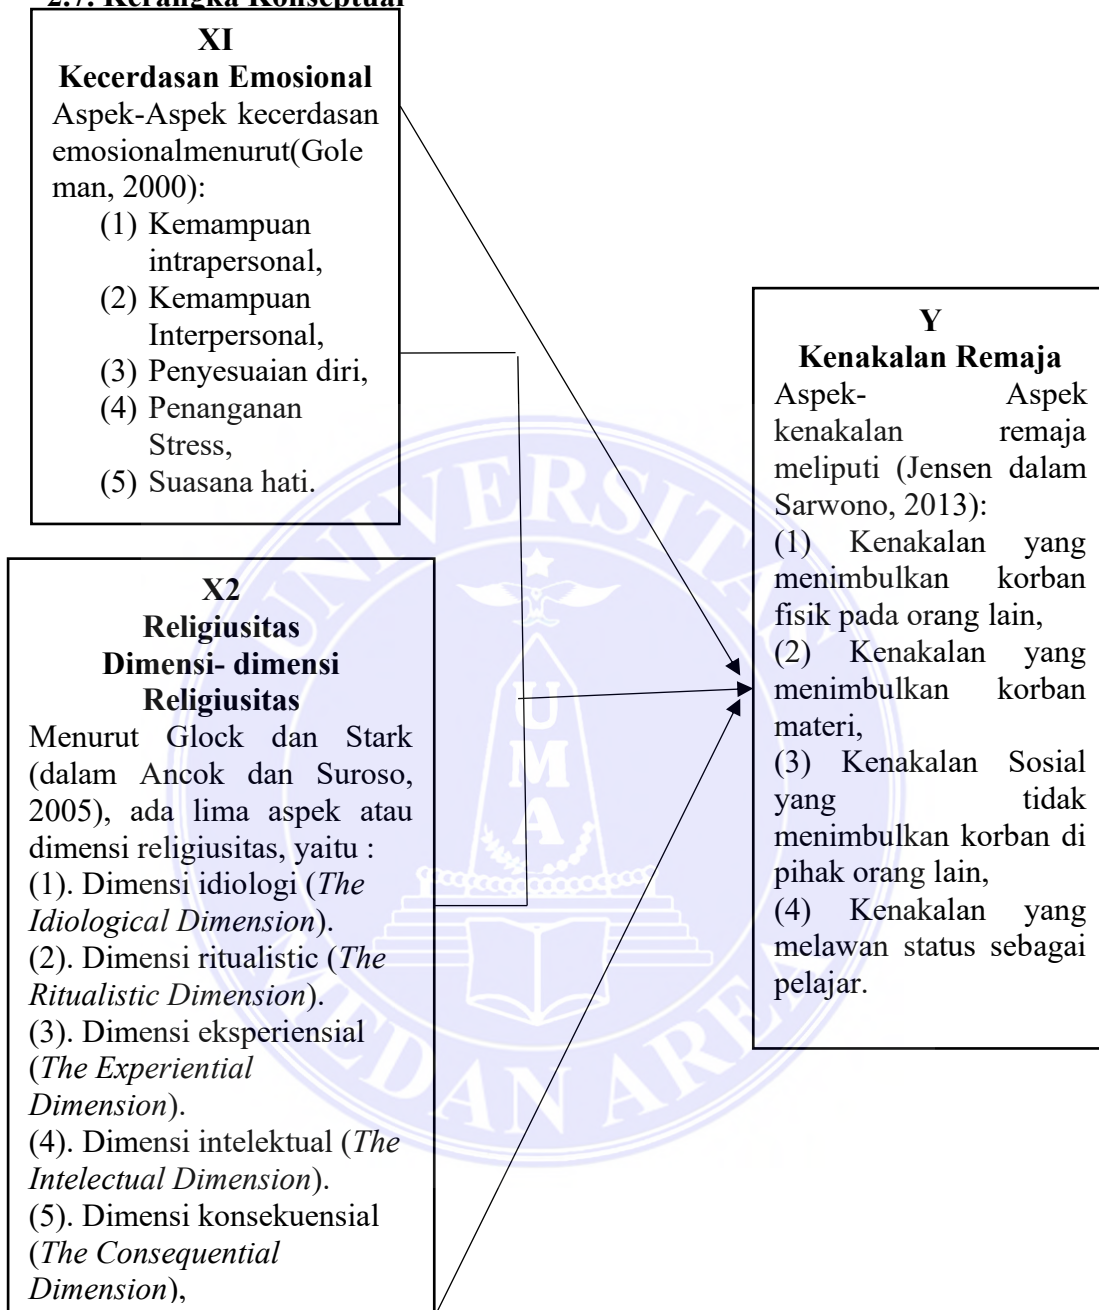 2.7. Kerangka Konseptual
XI
Kecerdasan Emosional
Aspek-Aspek kecerdasan
emosionalmenurut(Gole
man, 2000):
(1) Kemampuan
intrapersonal,
(2) Kemampuan
Interpersonal,
(3) Penyesuaian diri,
(4) Penanganan
Stress,
(5) Suasana hati.
X2
Religiusitas
Dimensi- dimensi
Religiusitas
Menurut Glock dan Stark
(dalam Ancok dan Suroso,
2005), ada lima aspek atau
dimensi religiusitas, yaitu :
(1). Dimensi idiologi (The
Idiological Dimension).
(2). Dimensi ritualistic (The
Ritualistic Dimension).
(3). Dimensi eksperiensial
(The Experiential
Dimension).
(4). Dimensi intelektual (The
Intelectual Dimension).
(5). Dimensi konsekuensial
(The Consequential
Dimension),
Y
Kenakalan Remaja
Aspek- Aspek
kenakalan remaja
meliputi (Jensen dalam
Sarwono, 2013):
(1) Kenakalan yang
menimbulkan korban
fisik pada orang lain,
(2) Kenakalan yang
menimbulkan korban
materi,
(3) Kenakalan Sosial
yang tidak
menimbulkan korban di
pihak orang lain,
(4) Kenakalan yang
melawan status sebagai
pelajar.
UNIVERSITAS
UMA
MEDAN AREA